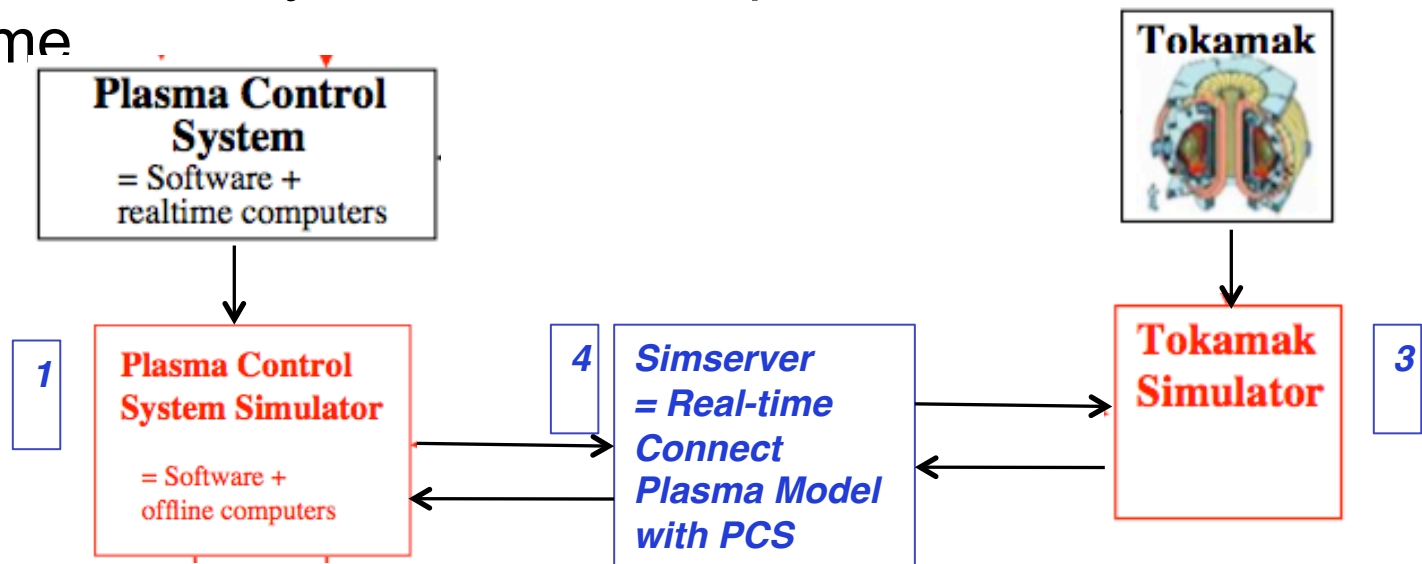 me
Plasma Control
System
= Software +
realtime computers
Tokamak
1
Plasma Control
System Simulator
= Software +
offline computers
4
Simserver
= Real-time
Connect
Plasma Model
with PCS
Tokamak
Simulator
3